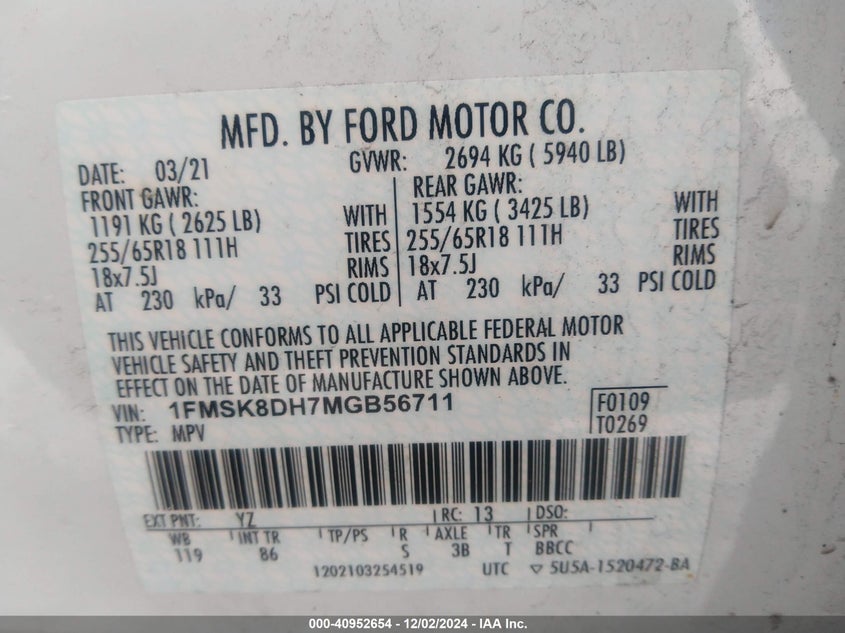 MFD. BY FORD MOTOR CO.
DATE: 03/21 GVWR: 2694 KG ( 5940 LB)
FRONT GAWR: REAR GAWR:
1191 KG ( 2625 LB) WITH 1554 KG ( 3425 LB) WITH
255/65R18 111H TIRES 255/65R18 111H TIRES
18x7.5J RIMS 18x7.5J RIMS
AT 230 kPa/ 33 PSI COLD AT 230 kPa/ 33 PSI COLD
THIS VEHICLE CONFORMS TO ALL APPLICABLE FEDERAL MOTOR
VEHICLE SAFETY AND THEFT PREVENTION STANDARDS IN
EFFECT ON THE DATE OF MANUFACTURE SHOWN ABOVE.
VIN: 1FMSK8DH7MGB56711 F0109
TYPE: MPV T0269
EXT PNT: YZ RC: 13 DSO:
WB INT TR TP/PS R AXLE TR SPR
119 86 S 3B T BBCC
1202103254519 UTC ▽ 5U5A-1520472-BA
000-40952654 - 12/02/2024 - IAA Inc.